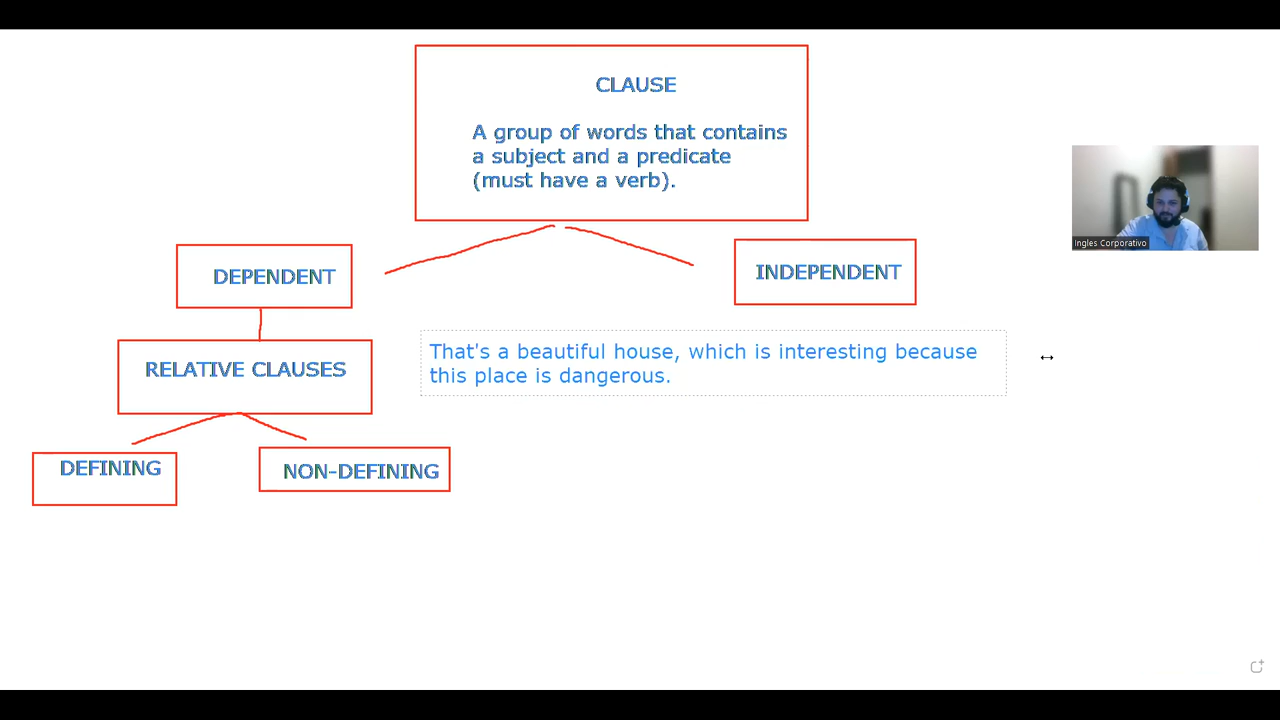 CLAUSE
A group of words that contains
a subject and a predicate
(must have a verb).
DEPENDENT
INDEPENDENT
RELATIVE CLAUSES
That's a beautiful house, which is interesting because
this place is dangerous.
DEFINING
NON-DEFINING
Ingles Corporativo